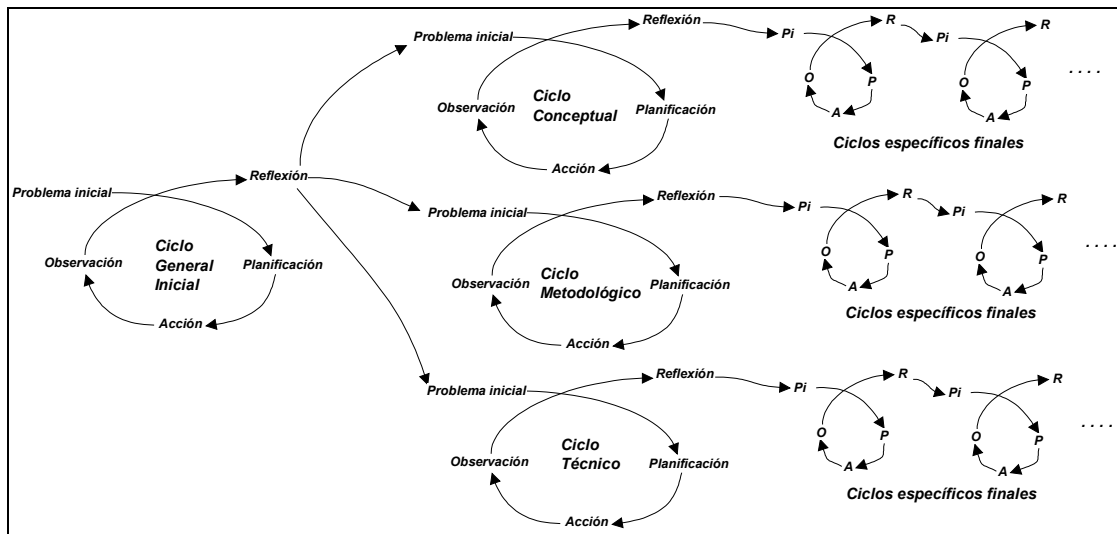 Problema inicial
Reflexión
Observación
Ciclo
General
Inicial
Planificación
Acción
Problema inicial
Reflexión
Observación
Ciclo
Conceptual
Planificación
Acción
Pi
R
O
P
A
Pi
R
O
P
A
. . . .
Ciclos específicos finales
Problema inicial
Reflexión
Observación
Ciclo
Metodológico
Planificación
Acción
Pi
R
O
P
A
Pi
R
O
P
A
. . . .
Ciclos específicos finales
Problema inicial
Reflexión
Observación
Ciclo
Técnico
Planificación
Acción
Pi
R
O
P
A
Pi
R
O
P
A
. . . .
Ciclos específicos finales